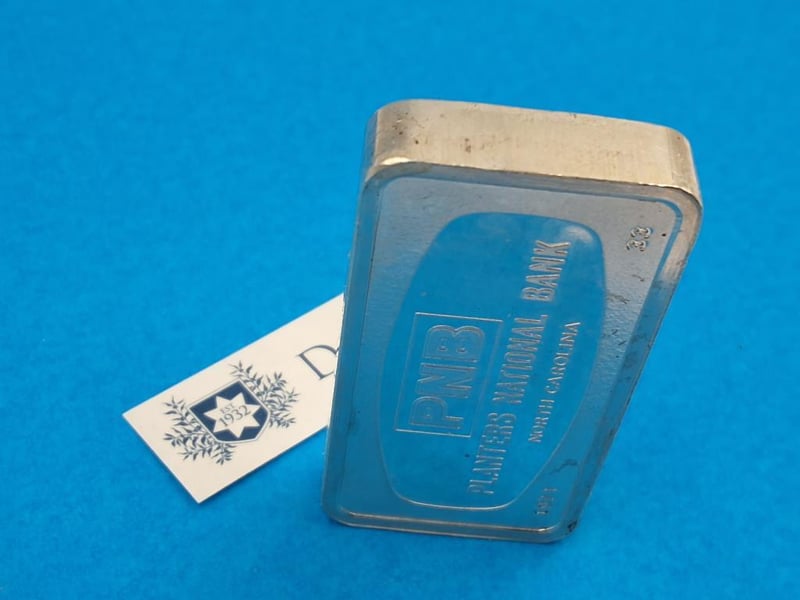 PNB
PLANTERS NATIONAL BANK
NORTH CAROLINA
33
D
EST
1932